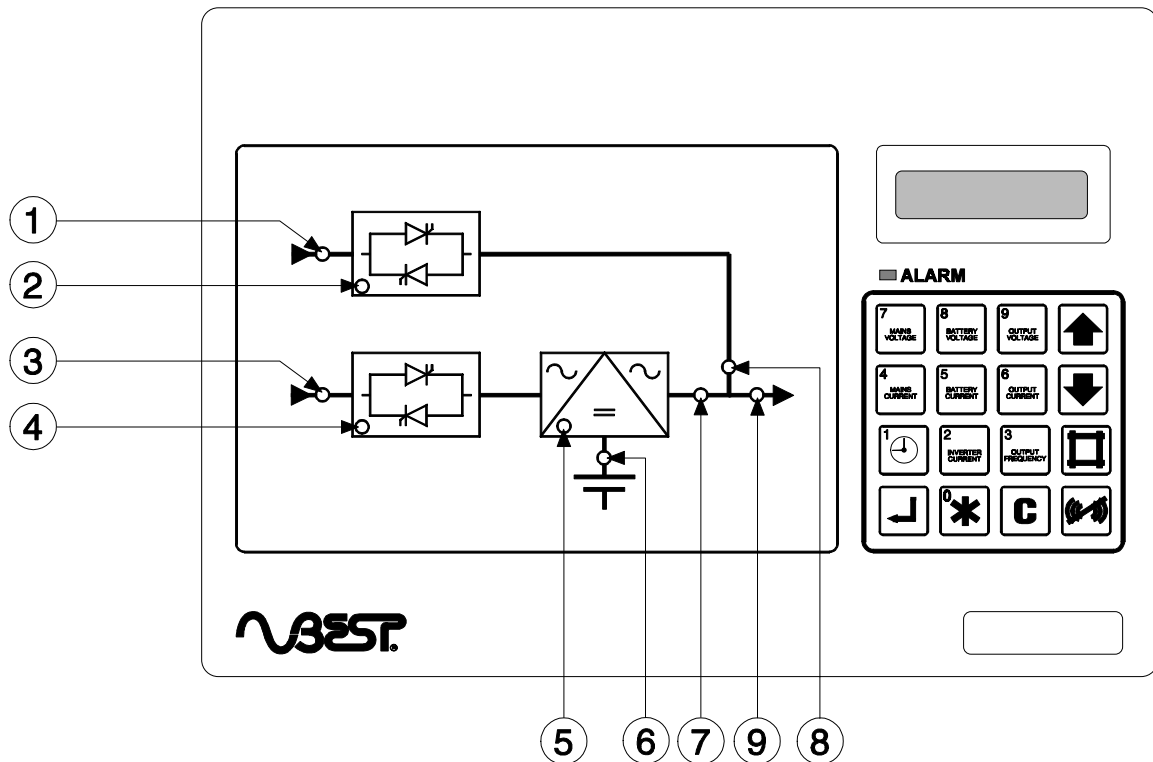 1
2
3
4
ALARM
7 MAINS VOLTAGE
8 BATTERY VOLTAGE
9 OUTPUT VOLTAGE
4 MAINS CURRENT
5 BATTERY CURRENT
6 OUTPUT CURRENT
1
2 INVERTER CURRENT
3 OUTPUT FREQUENCY
0
C
BEST®
5
6
7
9
8